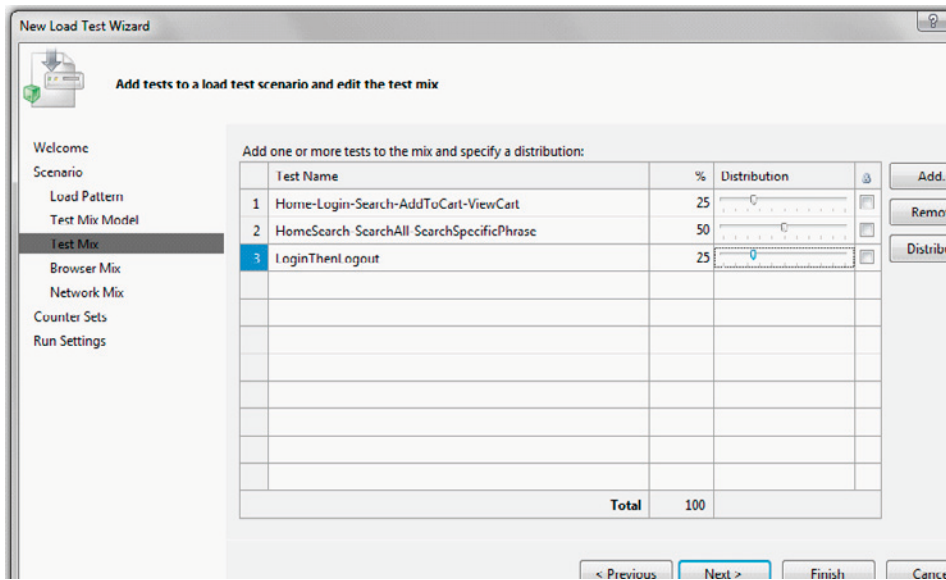 New Load Test Wizard
Add tests to a load test scenario and edit the test mix
Welcome
Scenario
Load Pattern
Test Mix Model
Test Mix
Browser Mix
Network Mix
Counter Sets
Run Settings
Add one or more tests to the mix and specify a distribution:
Test Name % Distribution
1 Home-Login-Search-AddToCart-ViewCart 25
2 HomeSearch-SearchAll-SearchSpecificPhrase 50
3 LoginThenLogout 25
Total 100
Add.
Remo
Distribu
< Previous Next > Finish Cance